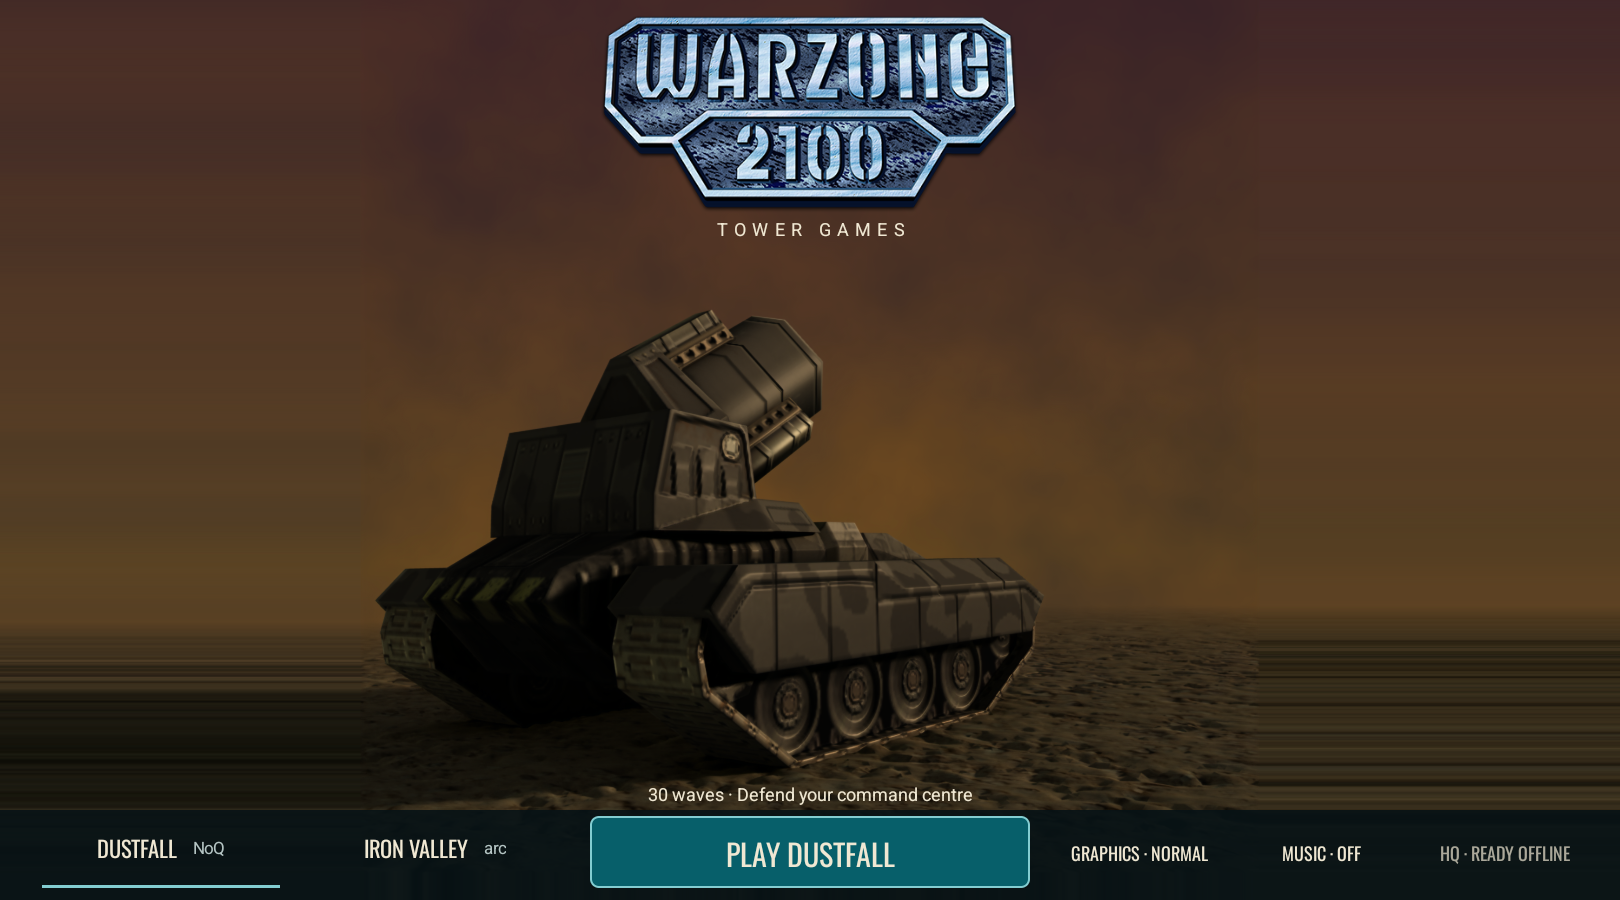 WARZONE
2100
TOWER GAMES
30 waves · Defend your command centre
DUSTFALL NoQ
IRON VALLEY arc
PLAY DUSTFALL
GRAPHICS · NORMAL
MUSIC · OFF
HQ · READY OFFLINE